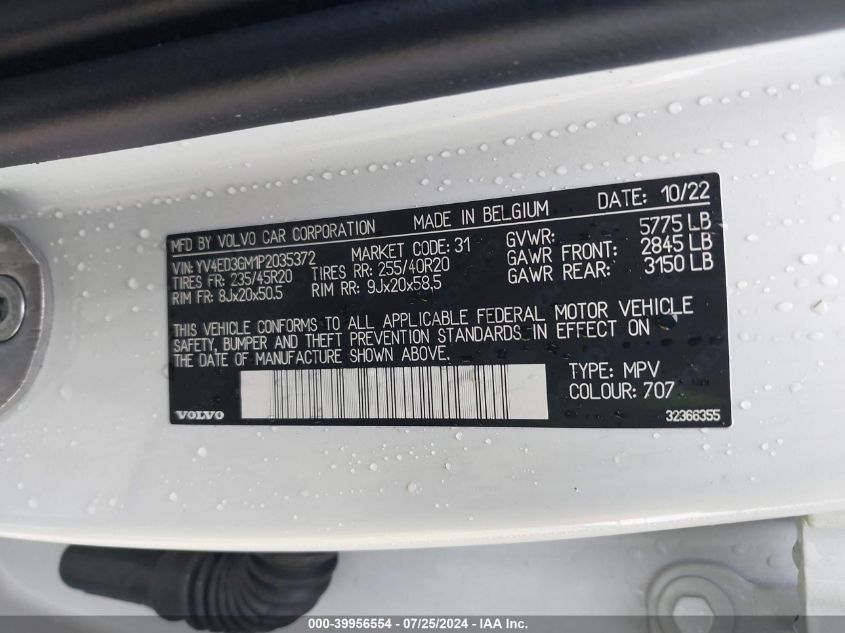 MFD BY VOLVO CAR CORPORATION MADE IN BELGIUM DATE: 10/22
VIN: YV4ED3GM1P2035372 MARKET CODE: 31 GVWR: 5775 LB
TIRES FR: 235/45R20 TIRES RR: 255/40R20 GAWR FRONT: 2845 LB
RIM FR: 8Jx20x50.5 RIM RR: 9Jx20x58,5 GAWR REAR: 3150 LB
THIS VEHICLE CONFORMS TO ALL APPLICABLE FEDERAL MOTOR VEHICLE
SAFETY, BUMPER AND THEFT PREVENTION STANDARDS IN EFFECT ON
THE DATE OF MANUFACTURE SHOWN ABOVE.
TYPE: MPV
COLOUR: 707
VOLVO 32366355
000-39956554 - 07/25/2024 - IAA Inc.